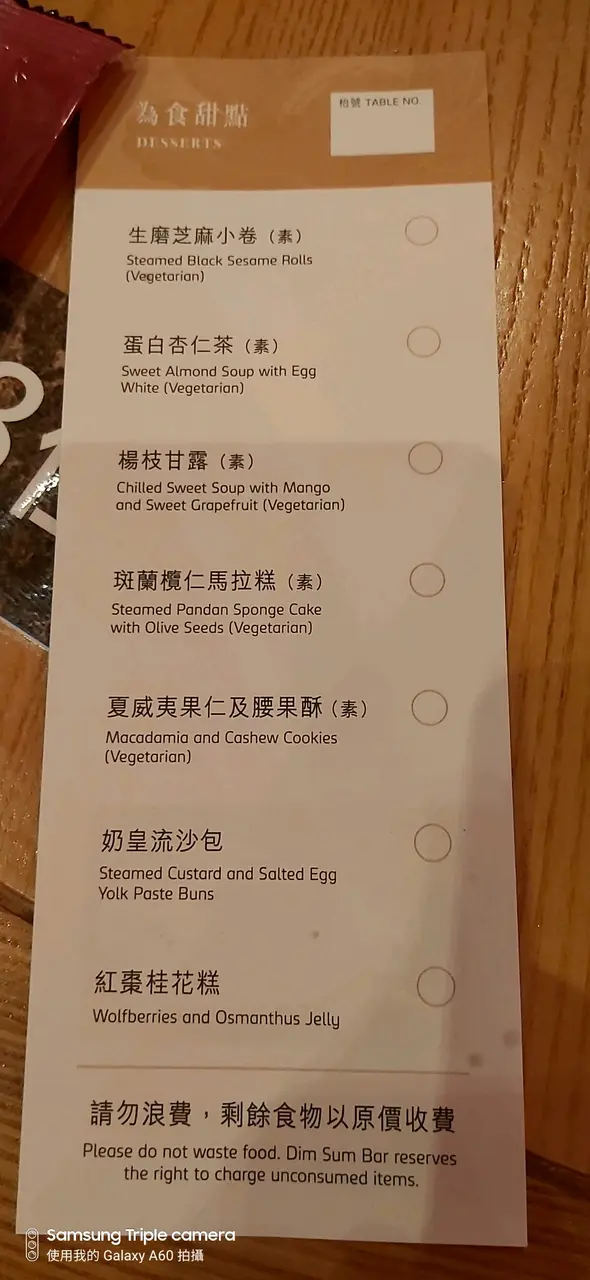 為食甜點
DESSERTS
枱號 TABLE NO.
生磨芝麻小卷（素）
Steamed Black Sesame Rolls
(Vegetarian)
蛋白杏仁茶（素）
Sweet Almond Soup with Egg
White (Vegetarian)
楊枝甘露（素）
Chilled Sweet Soup with Mango
and Sweet Grapefruit (Vegetarian)
斑蘭欖仁馬拉糕（素）
Steamed Pandan Sponge Cake
with Olive Seeds (Vegetarian)
夏威夷果仁及腰果酥（素）
Macadamia and Cashew Cookies
(Vegetarian)
奶皇流沙包
Steamed Custard and Salted Egg
Yolk Paste Buns
紅棗桂花糕
Wolfberries and Osmanthus Jelly
請勿浪費，剩餘食物以原價收費
Please do not waste food. Dim Sum Bar reserves
the right to charge unconsumed items.
Samsung Triple camera
使用我的 Galaxy A60 拍攝